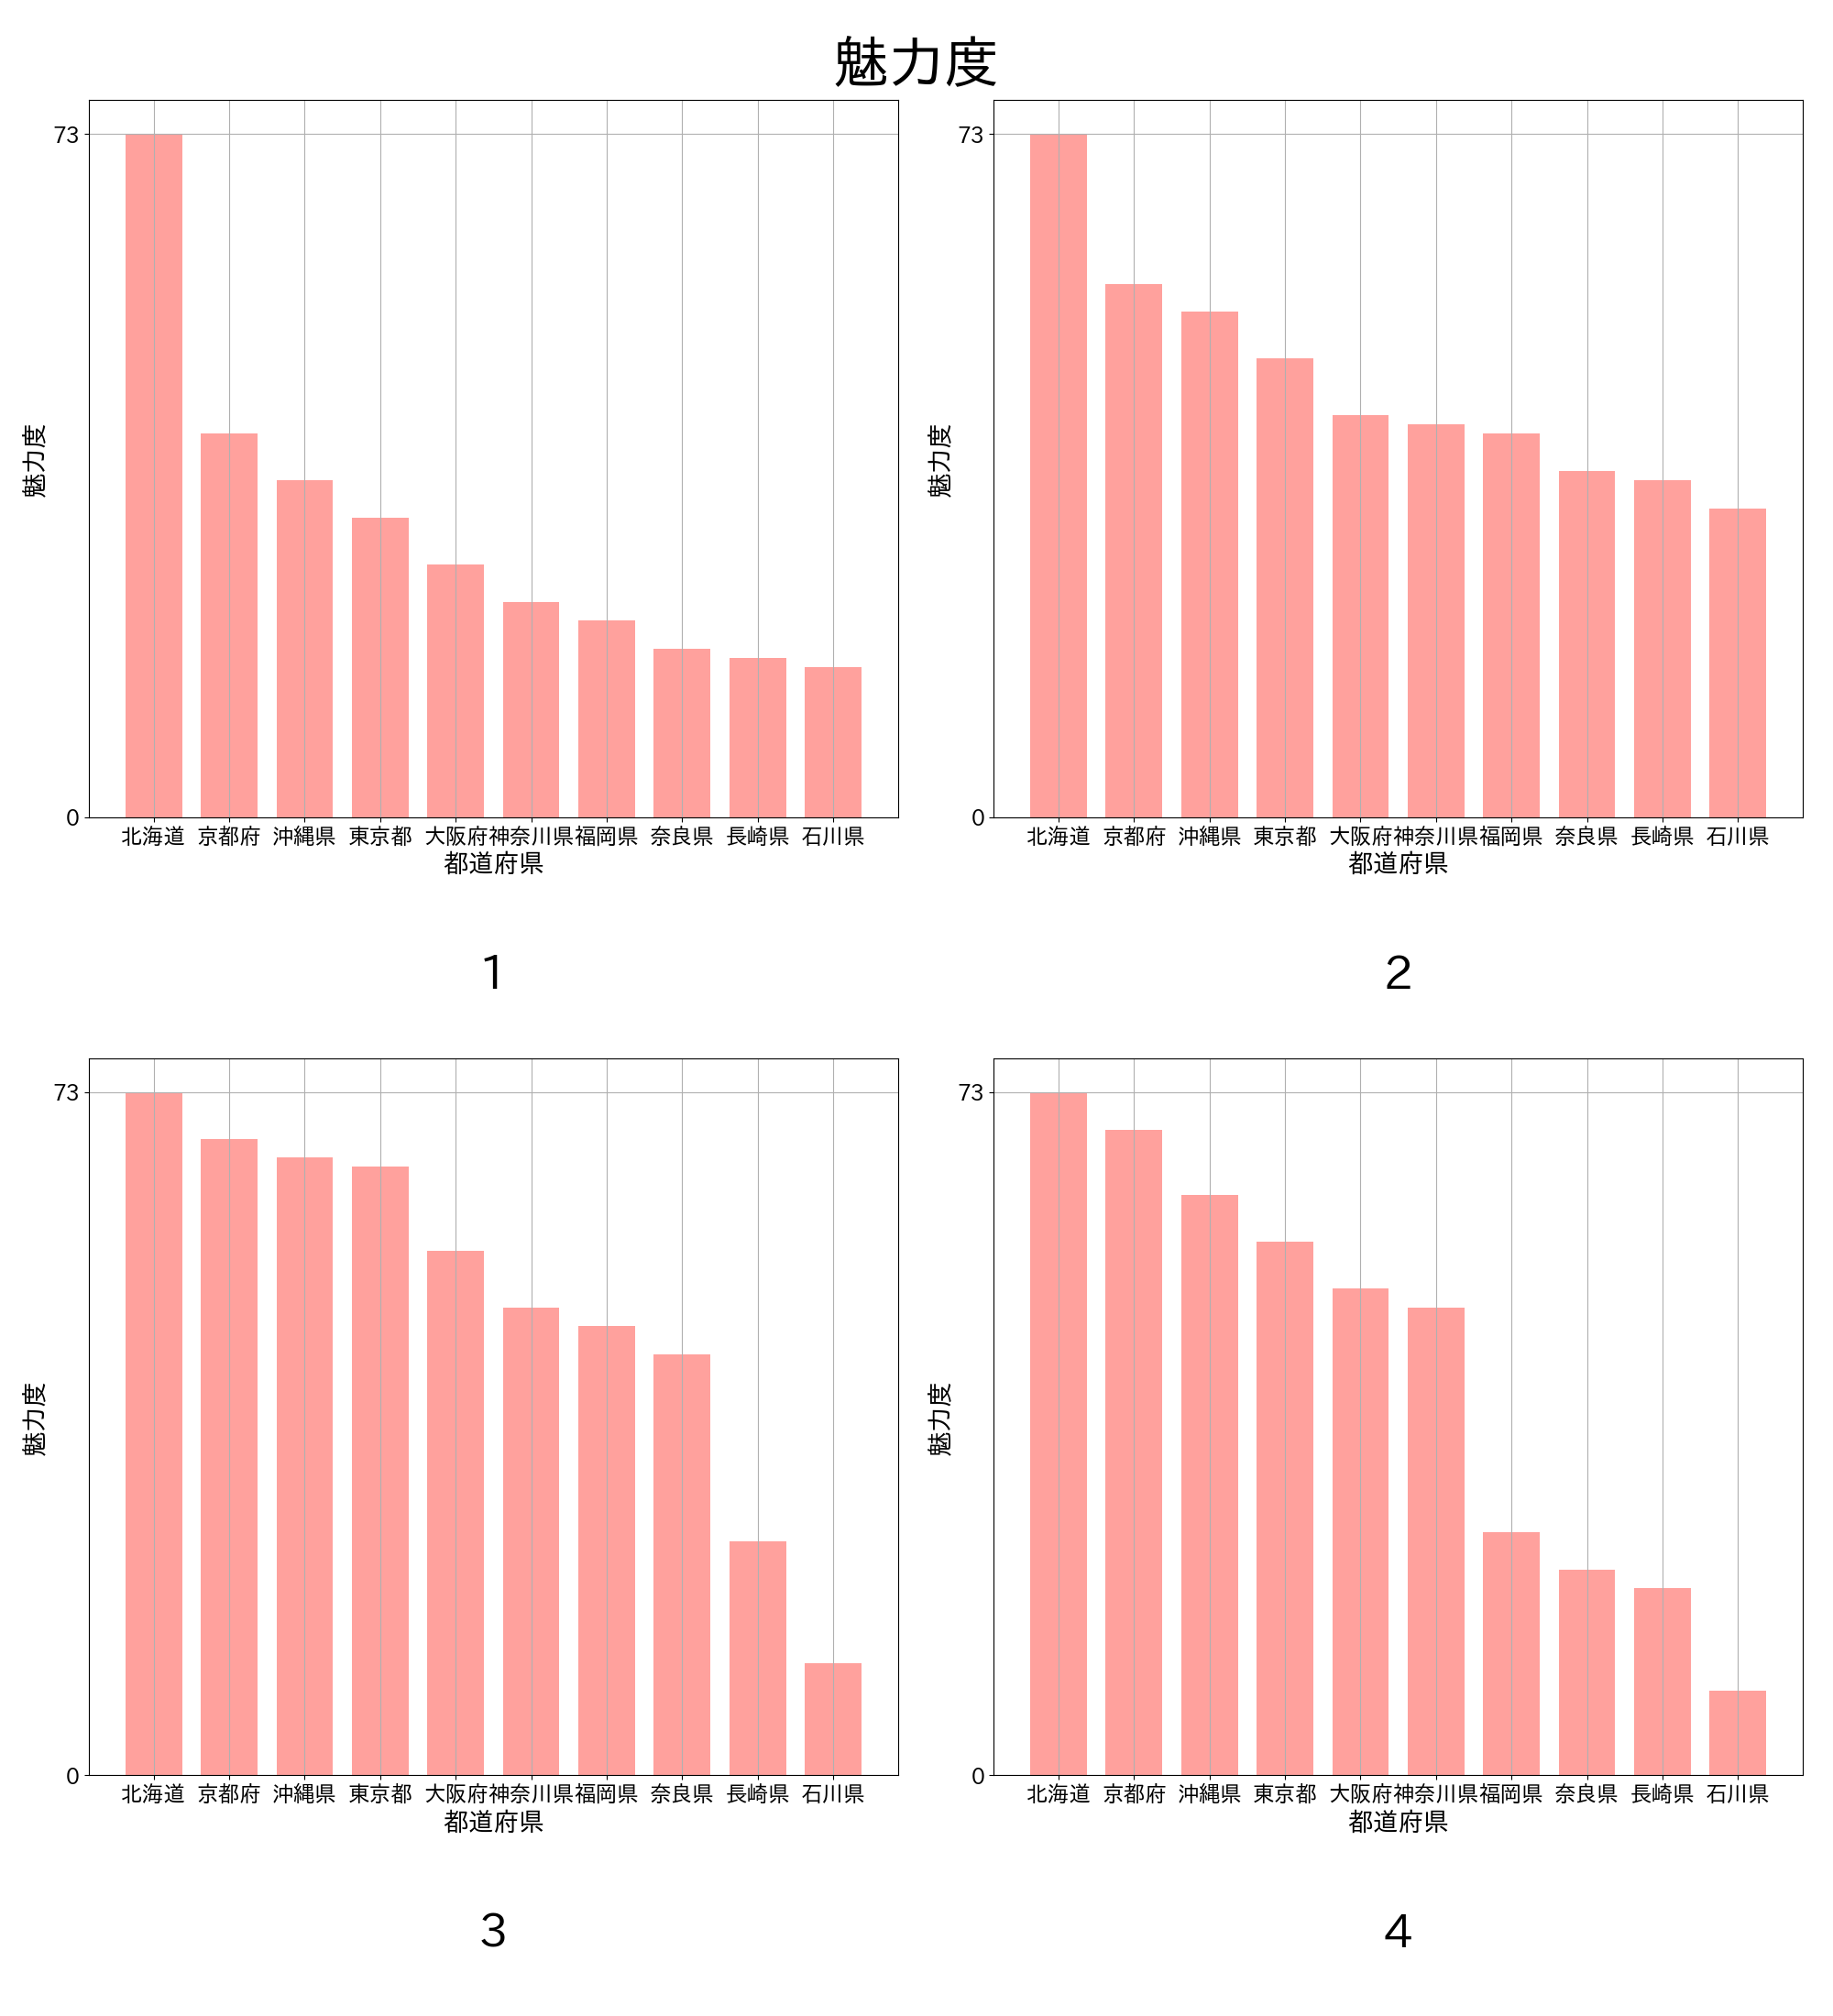 魅力度
73
魅力度
0
北海道 京都府 沖縄県 東京都 大阪府 神奈川県 福岡県 奈良県 長崎県 石川県
都道府県
1
73
魅力度
0
北海道 京都府 沖縄県 東京都 大阪府 神奈川県 福岡県 奈良県 長崎県 石川県
都道府県
2
73
魅力度
0
北海道 京都府 沖縄県 東京都 大阪府 神奈川県 福岡県 奈良県 長崎県 石川県
都道府県
3
73
魅力度
0
北海道 京都府 沖縄県 東京都 大阪府 神奈川県 福岡県 奈良県 長崎県 石川県
都道府県
4